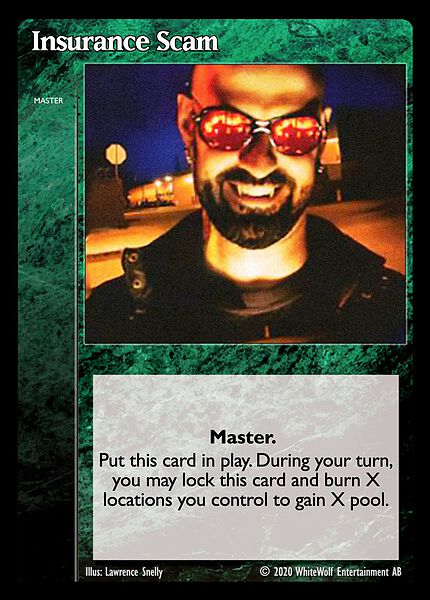 Insurance Scam
MASTER
Master.
Put this card in play. During your turn,
you may lock this card and burn X
locations you control to gain X pool.
Illus: Lawrence Snelly
© 2020 WhiteWolf Entertainment AB